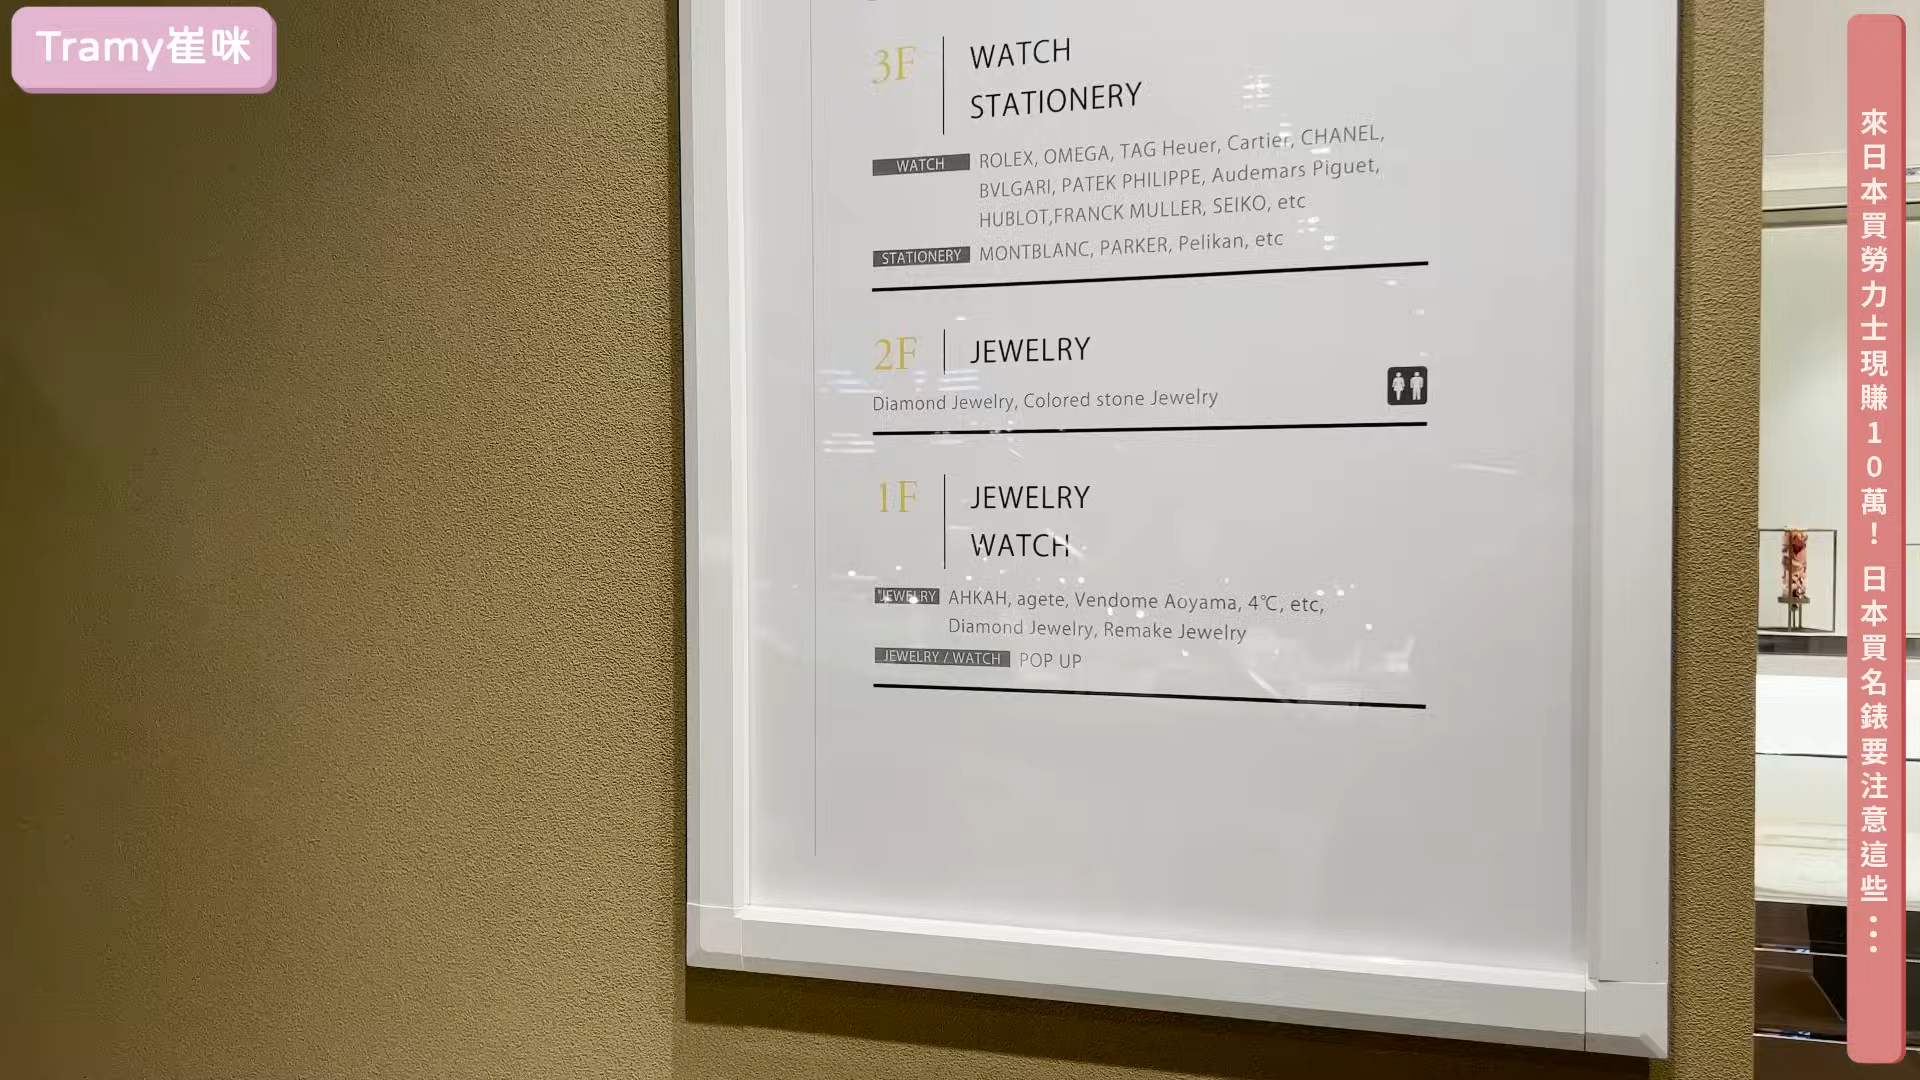 Tramy崔咪
3F
WATCH
STATIONERY
WATCH ROLEX, OMEGA, TAG Heuer, Cartier, CHANEL,
BVLGARI, PATEK PHILIPPE, Audemars Piguet,
HUBLOT,FRANCK MULLER, SEIKO, etc
STATIONERY MONTBLANC, PARKER, Pelikan, etc
2F JEWELRY
Diamond Jewelry, Colored stone Jewelry
1F JEWELRY
WATCH
JEWELRY AHKAH, agete, Vendome Aoyama, 4℃, etc,
Diamond Jewelry, Remake Jewelry
JEWELRY / WATCH POP UP
來日本買勞力士現賺10萬！日本買名錶要注意這些…